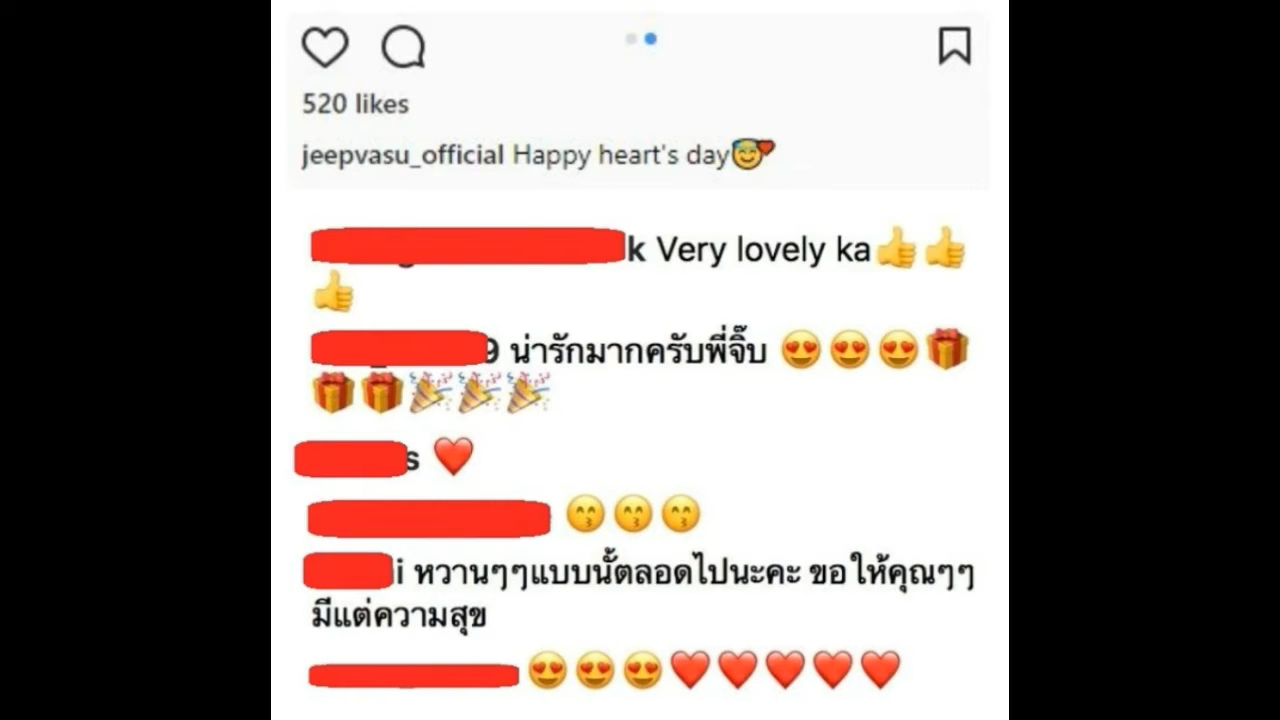 520 likes
jeepvasu_official Happy heart's day😇❤
k Very lovely ka👍👍
👍
9 น่ารักมากครับพี่จิ๊บ 😍😍😍🎁
🎁🎁🎉🎉🎉
s ❤️
😙😙😙
i หวานๆๆแบบนั้ตลอดไปนะคะ ขอให้คุณๆๆ
มีแต่ความสุข
😍😍😍❤️❤️❤️❤️❤️